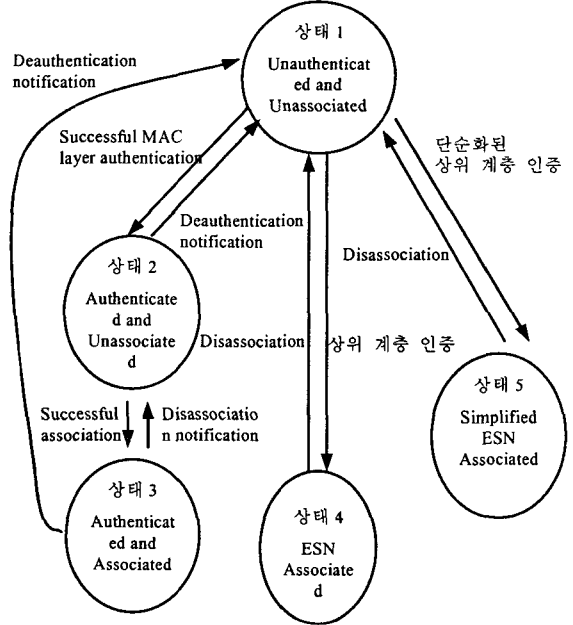 상태 1
Unauthenticat
ed and
Unassociated
Deauthentication
notification
Successful MAC
layer authentication
단순화된
상위 계층 인증
Deauthentication
notification
Disassociation
상태 2
Authenticate
d and
Unassociate
d
Disassociation
상위 계층 인증
상태 5
Simplified
ESN
Associated
Successful
association
Disassociatio
n notification
상태 3
Authenticat
ed and
Associated
상태 4
ESN
Associate
d